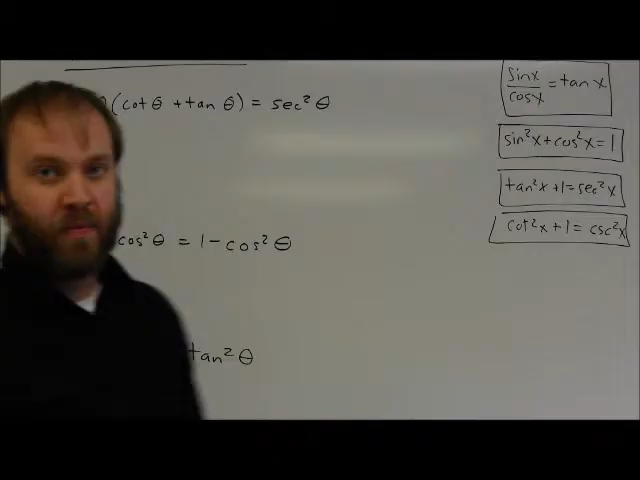 (cot θ + tan θ) = sec² θ
cos² θ = 1 - cos² θ
tan² θ
sinx/cosx = tan x
sin²x + cos²x = 1
tan²x + 1 = sec²x
cot²x + 1 = csc²x